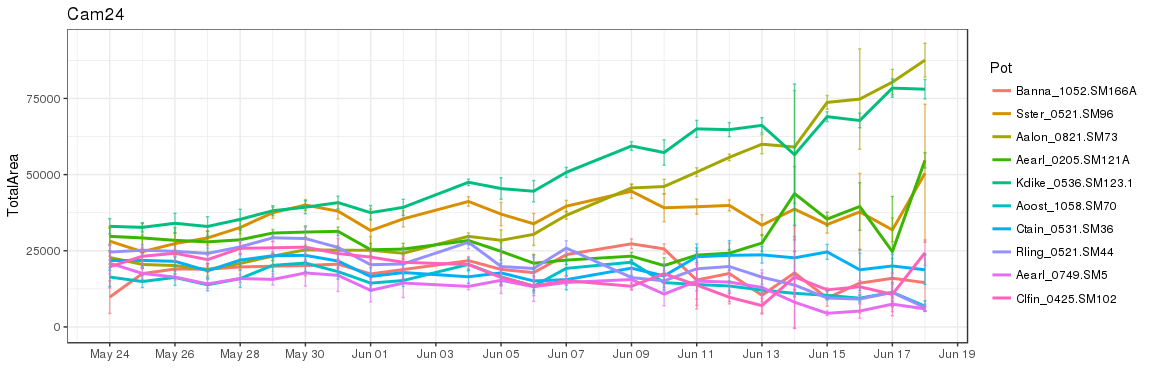 Cam24
TotalArea
75000
50000
25000
0
May 24
May 26
May 28
May 30
Jun 01
Jun 03
Jun 05
Jun 07
Jun 09
Jun 11
Jun 13
Jun 15
Jun 17
Jun 19
Pot
Banna_1052.SM166A
Sster_0521.SM96
Aalon_0821.SM73
Aearl_0205.SM121A
Kdike_0536.SM123.1
Aoost_1058.SM70
Ctain_0531.SM36
Rling_0521.SM44
Aearl_0749.SM5
Clfin_0425.SM102